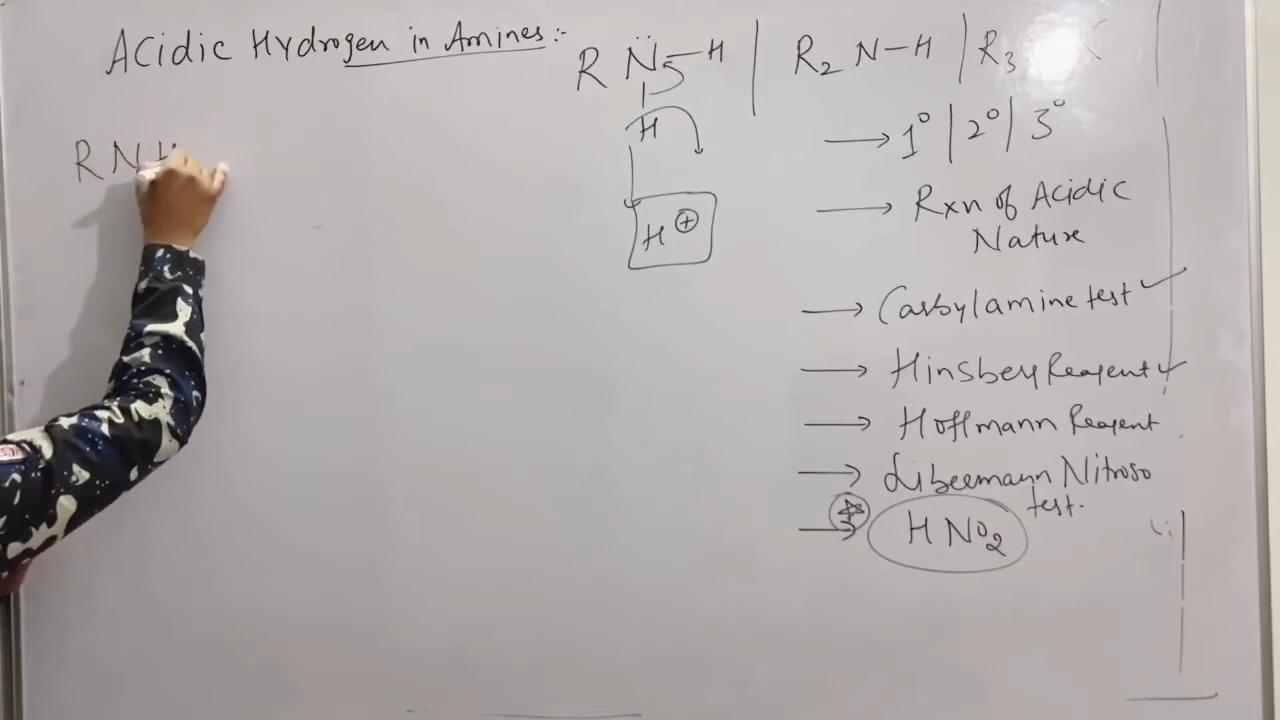 Acidic Hydrogen in Amines :-
R N̈ - H | R2 N-H | R3
H
H ⊕
→ 1° | 2° | 3°
→ Rxn of Acidic
Nature
→ Carbylamine test ✓
→ Hinsberg Reagent ✓
→ Hoffmann Reagent
→ Libeemann Nitroso
test.
→ HNO2
R N H